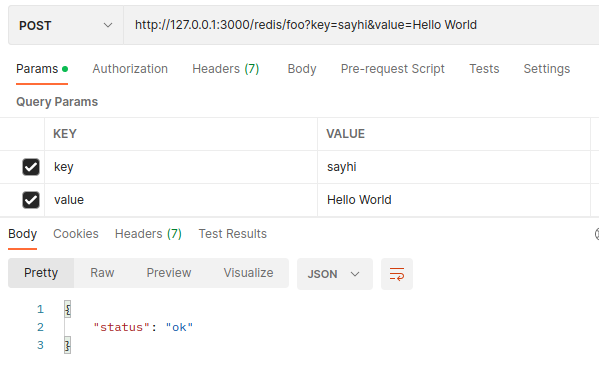 POST http://127.0.0.1:3000/redis/foo?key=sayhi&value=Hello World
Params Authorization Headers (7) Body Pre-request Script Tests Settings
Query Params
KEY VALUE
key sayhi
value Hello World
Body Cookies Headers (7) Test Results
Pretty Raw Preview Visualize JSON
1 {
2 "status": "ok"
3 }